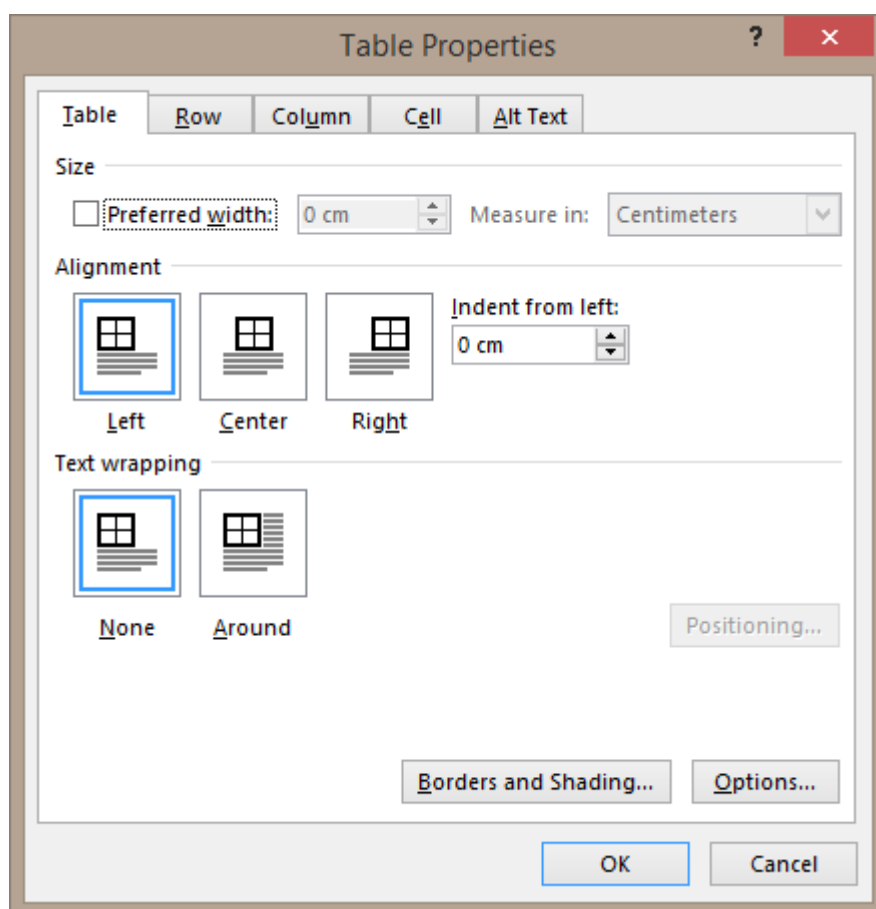 Table Properties ?
Table Row Column Cell Alt Text
Size
Preferred width: 0 cm Measure in: Centimeters
Alignment
Indent from left:
0 cm
Left Center Right
Text wrapping
None Around
Positioning...
Borders and Shading... Options...
OK Cancel